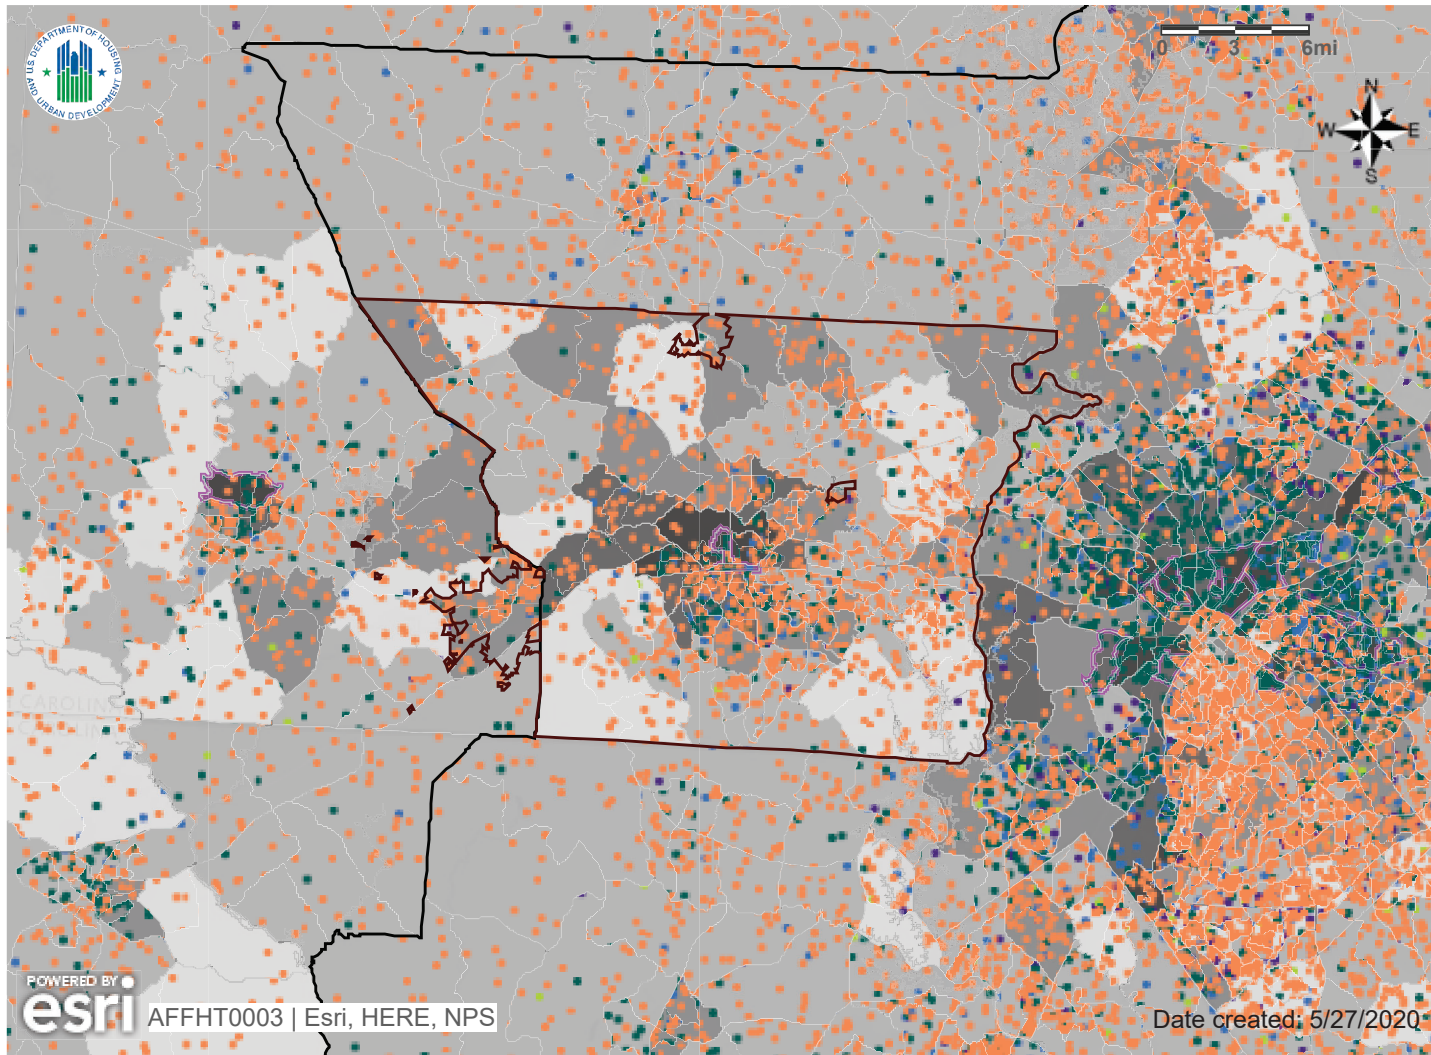 U.S. DEPARTMENT OF HOUSING
AND URBAN DEVELOPMENT
0 3 6mi
N
W E
S
CAROLINA
POWERED BY
esri
AFFHT0003 | Esri, HERE, NPS
Date created: 5/27/2020